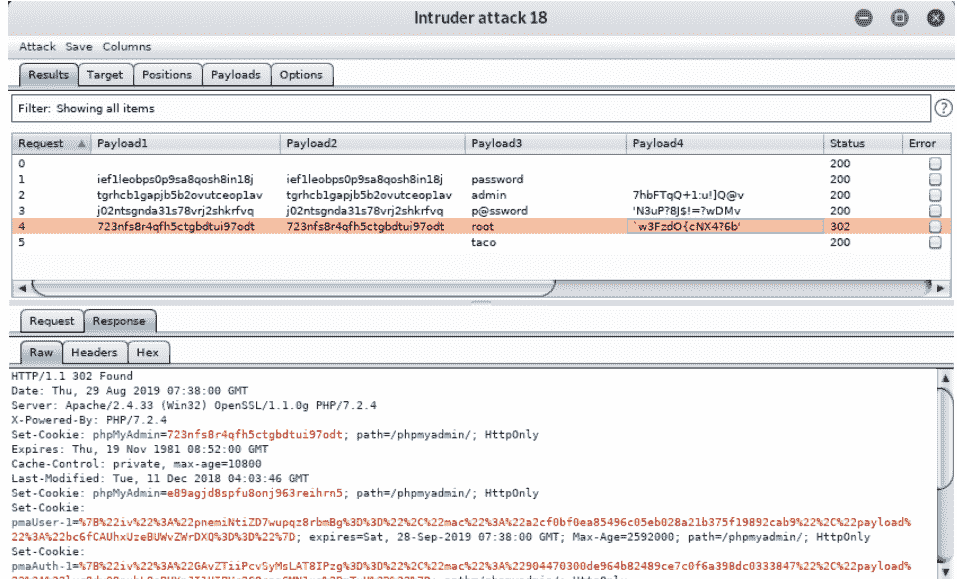 Intruder attack 18
Attack Save Columns
Results Target Positions Payloads Options
Filter: Showing all items ?
Request Payload1 Payload2 Payload3 Payload4 Status Error
0 200
1 ief1leobps0p9sa8qosh8in18j ief1leobps0p9sa8qosh8in18j password 200
2 tgrhcb1gapjb5b2ovutceop1av tgrhcb1gapjb5b2ovutceop1av admin 7hbFTqQ+1:u!]Q@v 200
3 j02ntsgnda31s78vrj2shkrfvq j02ntsgnda31s78vrj2shkrfvq p@ssword 'N3uP?8J$!=?wDMv 200
4 723nfs8r4qfh5ctgbdtui97odt 723nfs8r4qfh5ctgbdtui97odt root `w3FzdO{cNX4?6b' 302
5 taco 200
Request Response
Raw Headers Hex
HTTP/1.1 302 Found
Date: Thu, 29 Aug 2019 07:38:00 GMT
Server: Apache/2.4.33 (Win32) OpenSSL/1.1.0g PHP/7.2.4
X-Powered-By: PHP/7.2.4
Set-Cookie: phpMyAdmin=723nfs8r4qfh5ctgbdtui97odt; path=/phpmyadmin/; HttpOnly
Expires: Thu, 19 Nov 1981 08:52:00 GMT
Cache-Control: private, max-age=10800
Last-Modified: Tue, 11 Dec 2018 04:03:46 GMT
Set-Cookie: phpMyAdmin=e89agjd8spfu8onj963reihrn5; path=/phpmyadmin/; HttpOnly
Set-Cookie:
pmaUser-1=%7B%22iv%22%3A%22pnemiNtiZD7wupqz8rbmBg%3D%3D%22%2C%22mac%22%3A%22a2cf0bf0ea85496c05eb028a21b375f19892cab9%22%2C%22payload%
22%3A%22bc6fCAUhxUzeBUWvZWrDXQ%3D%3D%22%7D; expires=Sat, 28-Sep-2019 07:38:00 GMT; Max-Age=2592000; path=/phpmyadmin/; HttpOnly
Set-Cookie:
pmaAuth-1=%7B%22iv%22%3A%22GAvZTiiPcvSyMsLAT8IPzg%3D%3D%22%2C%22mac%22%3A%22904470300de964b82489ce7c0f6a398dc0333847%22%2C%22payload%